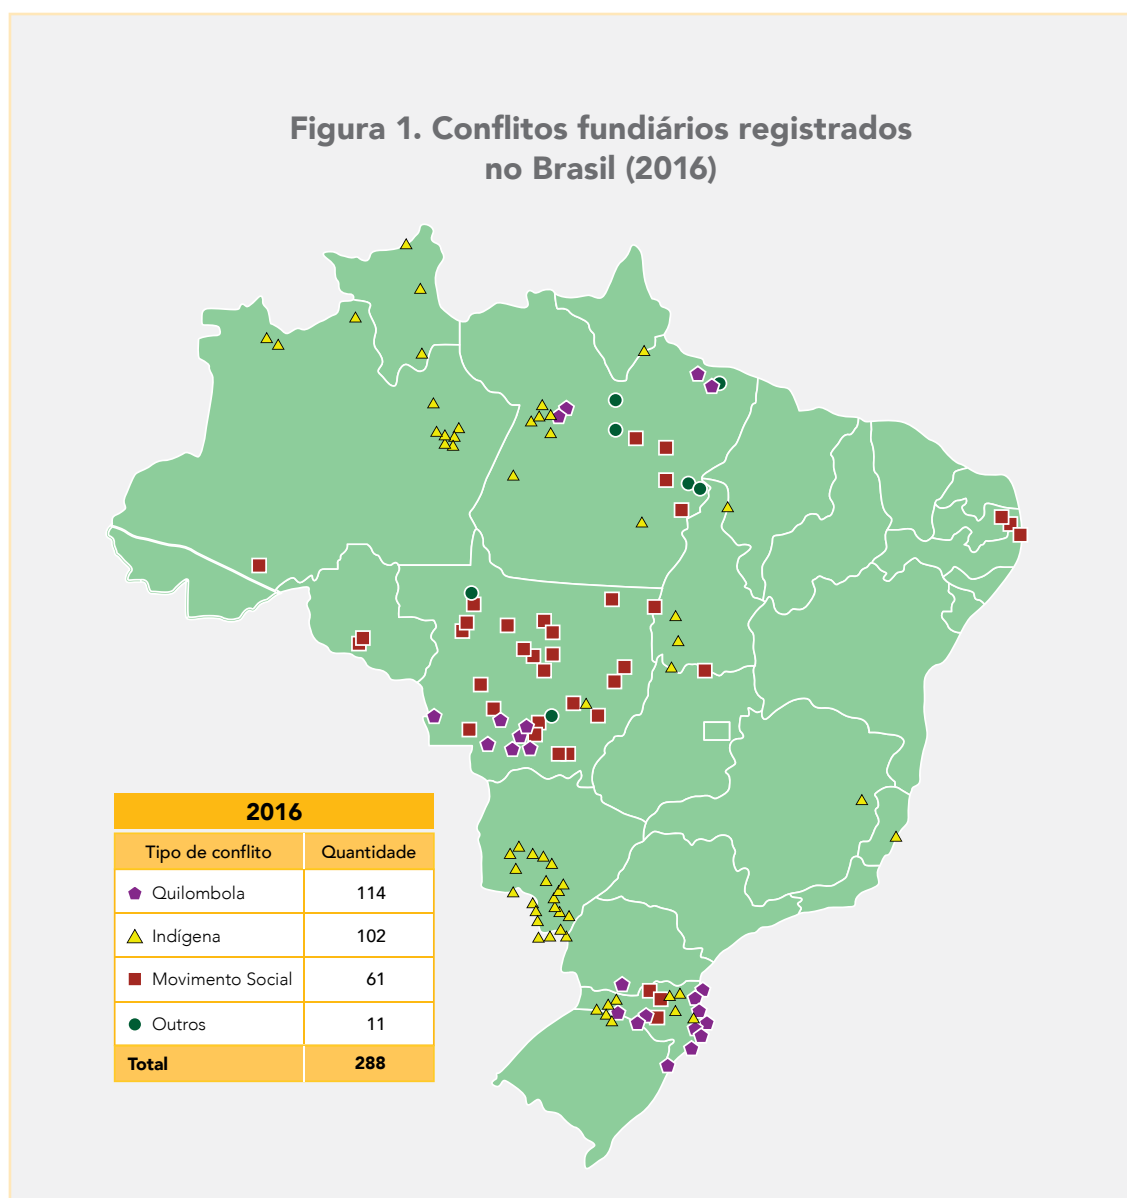 Figura 1. Conflitos fundiários registrados
no Brasil (2016)
2016
Tipo de conflito Quantidade
Quilombola 114
Indígena 102
Movimento Social 61
Outros 11
Total 288